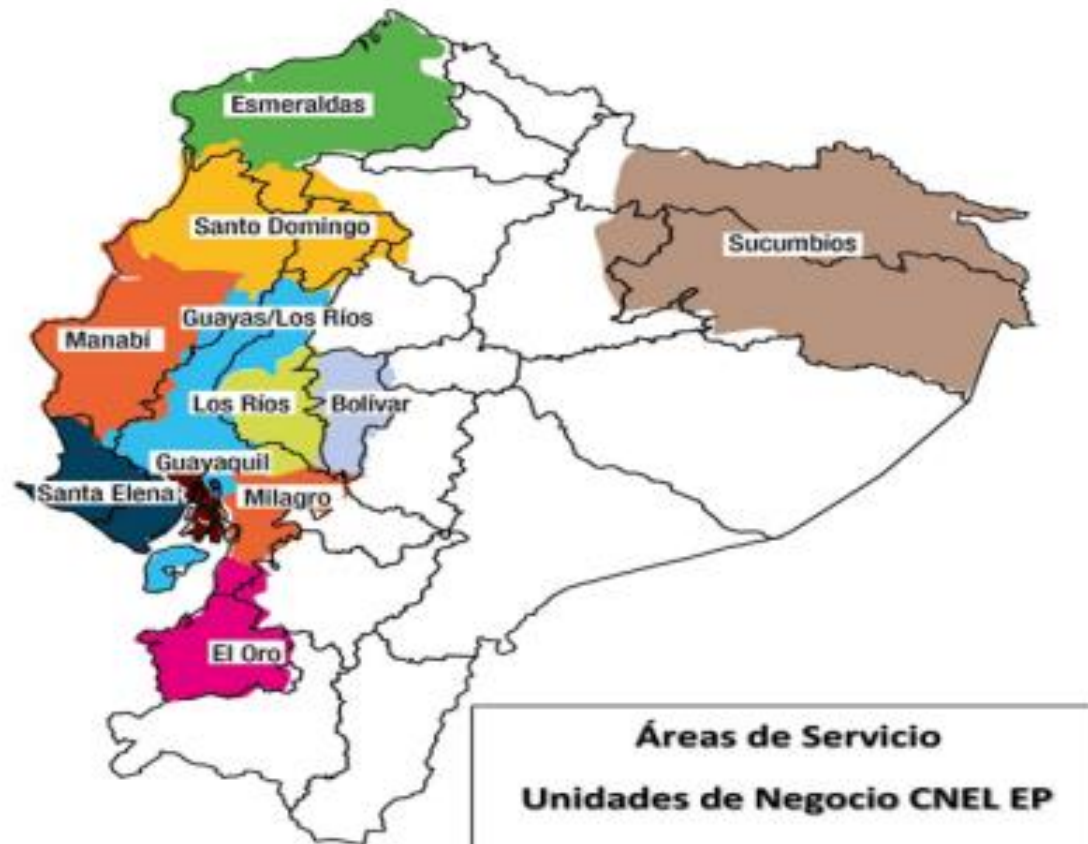 Esmeraldas
Santo Domingo
Sucumbios
Guayas/Los Ríos
Manabí
Los Ríos
Bolívar
Guayaquil
Santa Elena
Milagro
El Oro
Áreas de Servicio
Unidades de Negocio CNEL EP